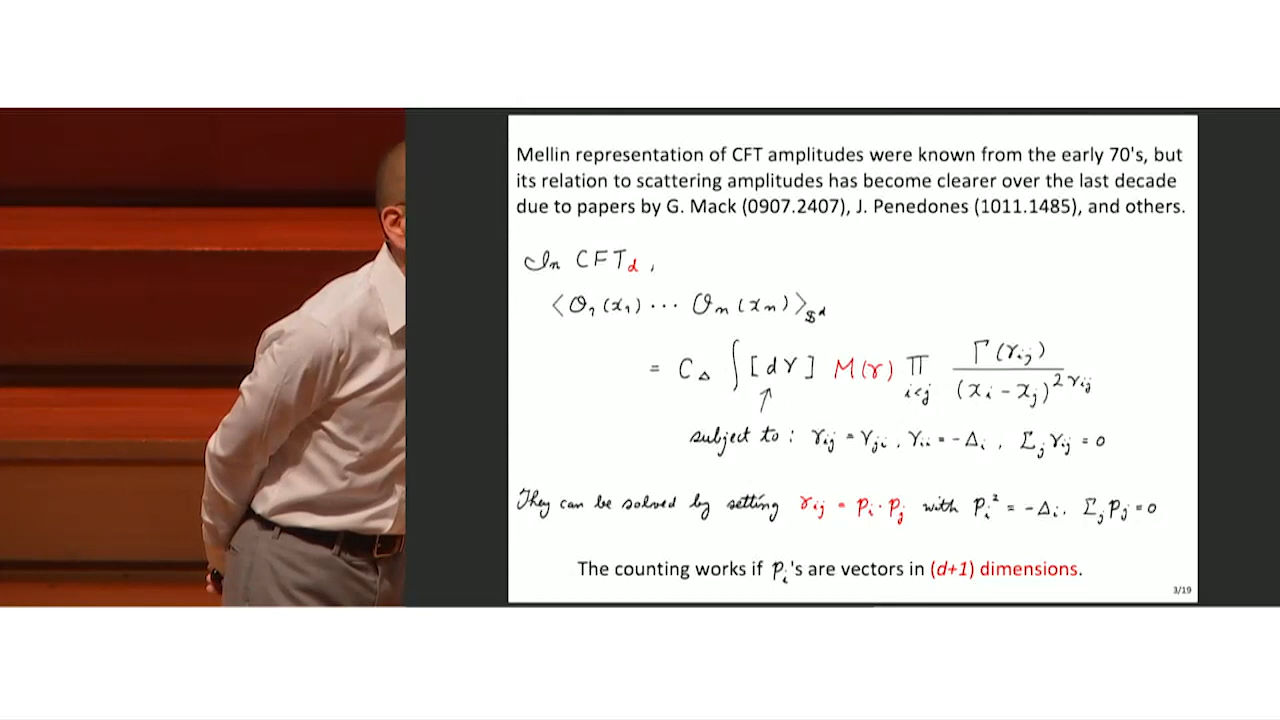 Mellin representation of CFT amplitudes were known from the early 70's, but
its relation to scattering amplitudes has become clearer over the last decade
due to papers by G. Mack (0907.2407), J. Penedones (1011.1485), and others.
In CFT_d ,
⟨O_1(x_1) ··· O_n(x_n)⟩_{S^d}
= C_Δ ∫ [dγ] M(γ) Π_{i<j} Γ(γ_ij) / (x_i - x_j)^{2γ_ij}
↑
subject to : γ_ij = γ_ji , γ_ii = -Δ_i , Σ_j γ_ij = 0
They can be solved by setting γ_ij = p_i · p_j with p_i^2 = -Δ_i , Σ_j p_j = 0
The counting works if p_i's are vectors in (d+1) dimensions.
3/19